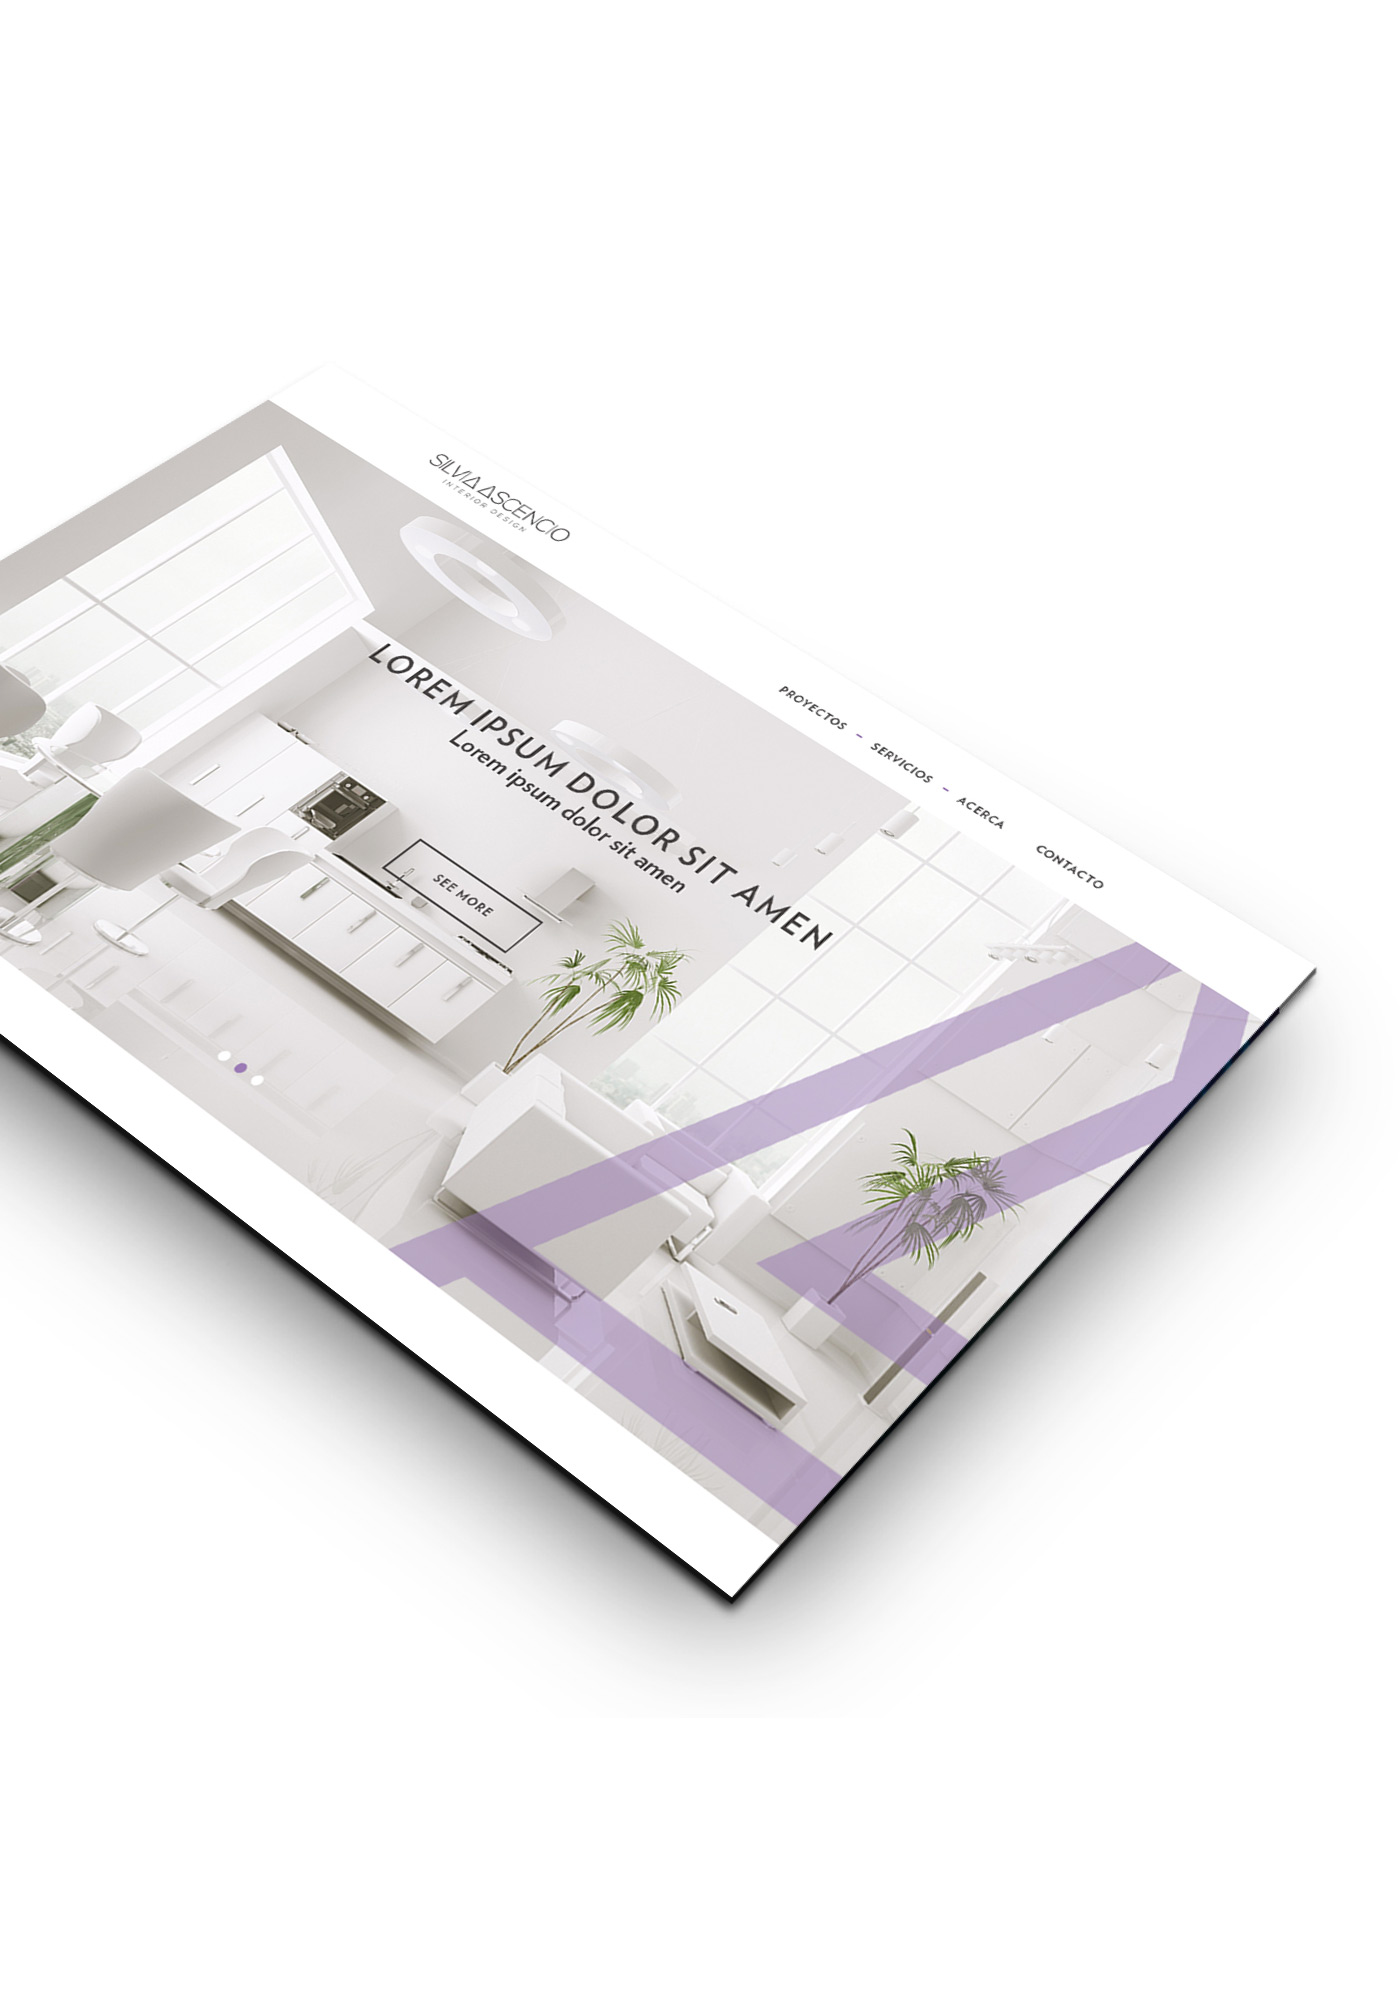 SILVIA ASCENCIO
INTERIOR DESIGN
PROYECTOS - SERVICIOS - ACERCA CONTACTO
LOREM IPSUM DOLOR SIT AMEN
Lorem ipsum dolor sit amen
SEE MORE